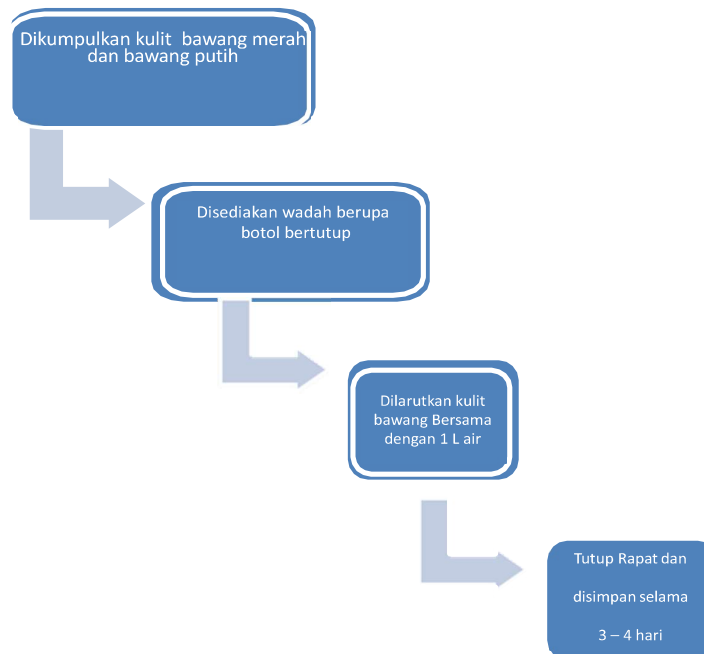 Dikumpulkan kulit bawang merah
dan bawang putih
Disediakan wadah berupa
botol bertutup
Dilarutkan kulit
bawang Bersama
dengan 1 L air
Tutup Rapat dan
disimpan selama
3 – 4 hari